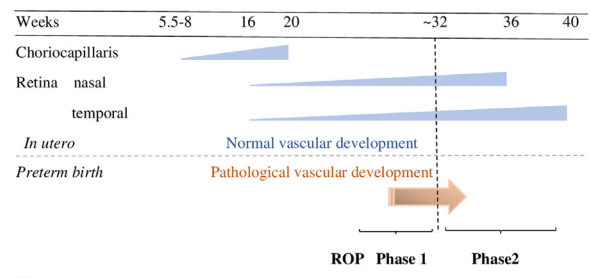 Weeks 5.5-8 16 20 ~32 36 40
Choriocapillaris
Retina nasal
temporal
In utero Normal vascular development
Preterm birth Pathological vascular development
ROP Phase 1 Phase2